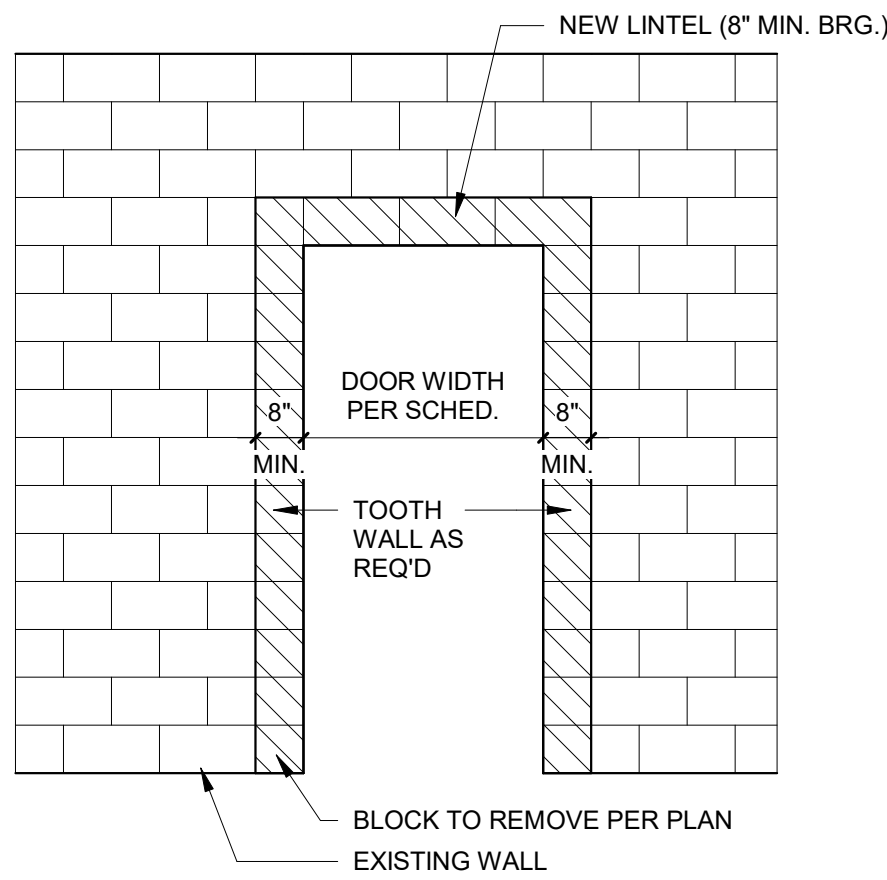 NEW LINTEL (8" MIN. BRG.)
DOOR WIDTH
PER SCHED.
8"
8"
MIN.
MIN.
TOOTH
WALL AS
REQ'D
BLOCK TO REMOVE PER PLAN
EXISTING WALL